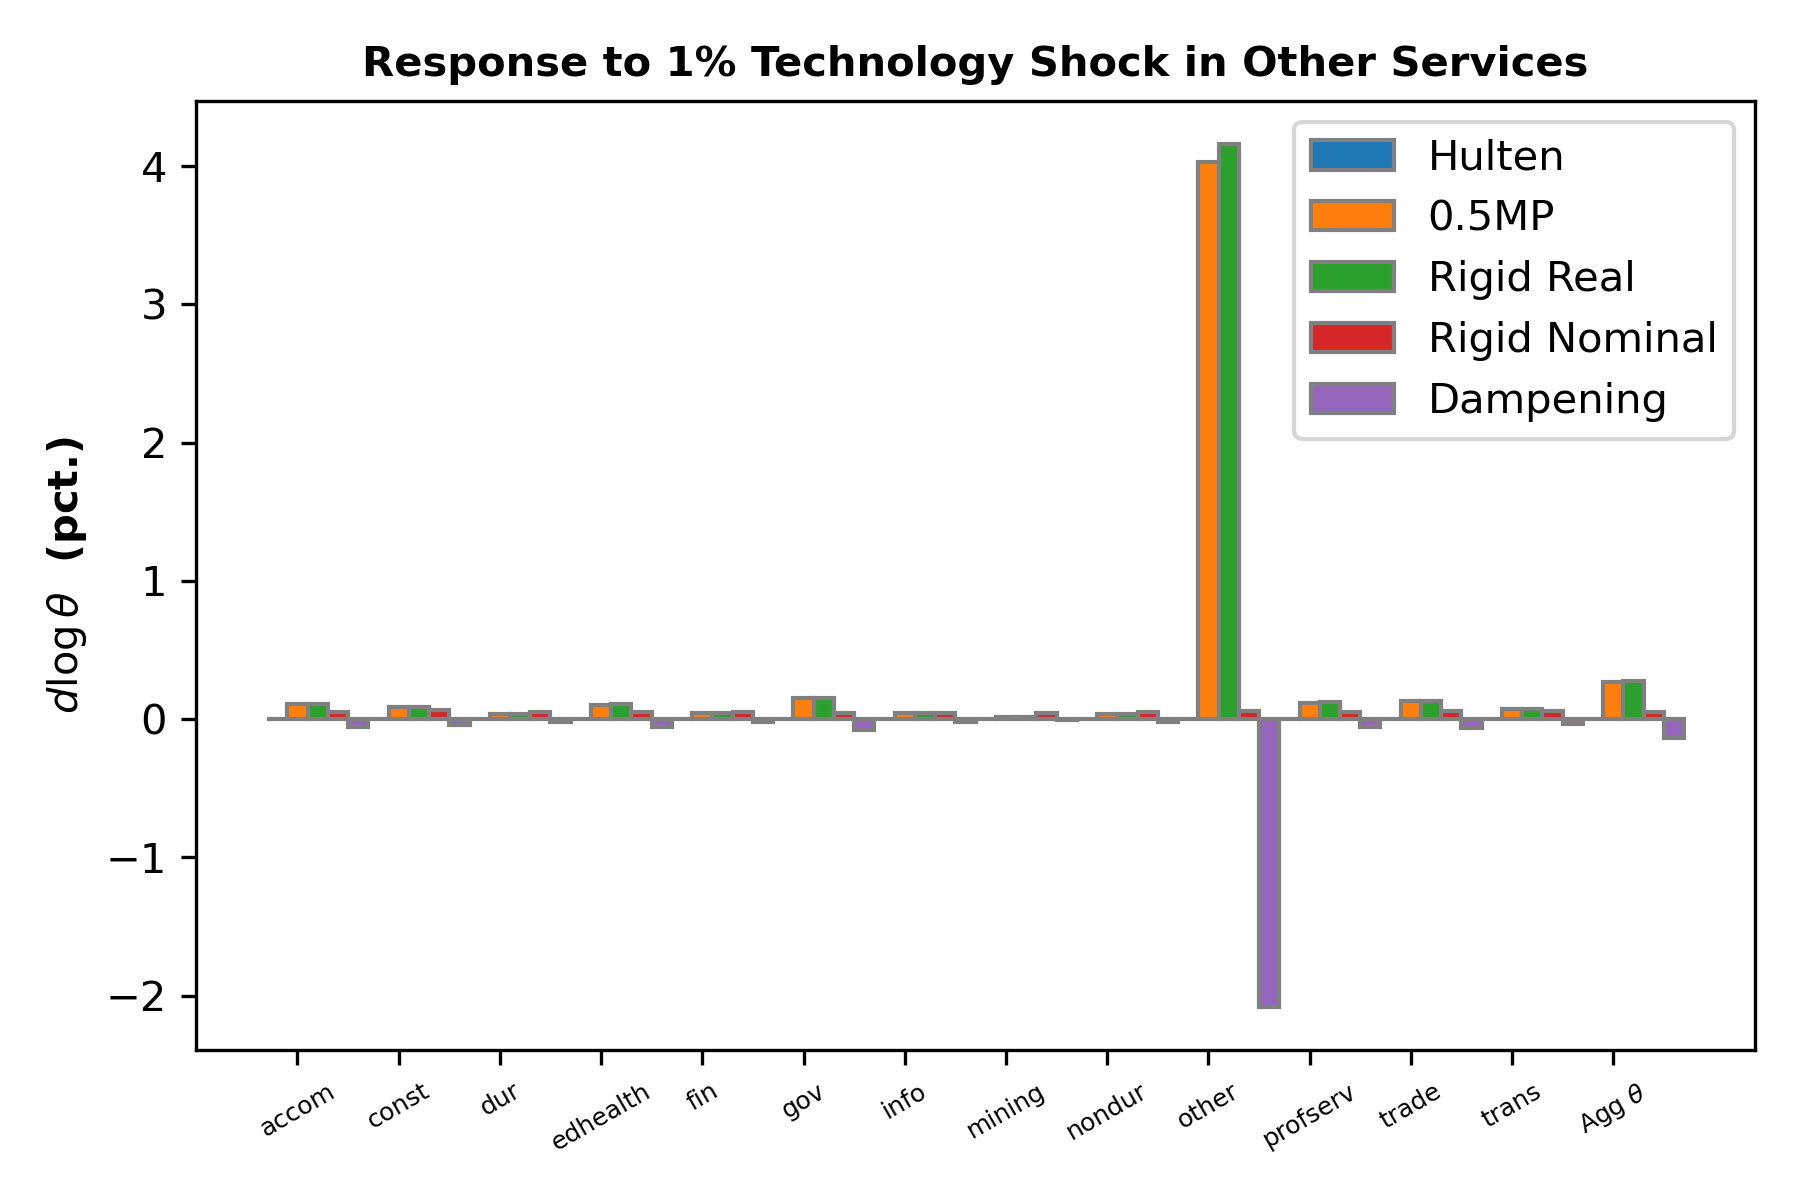 Response to 1% Technology Shock in Other Services
Hulten
0.5MP
Rigid Real
Rigid Nominal
Dampening
d log θ (pct.)
4
3
2
1
0
−1
−2
accom const dur edhealth fin gov info mining nondur other profserv trade trans Agg θ